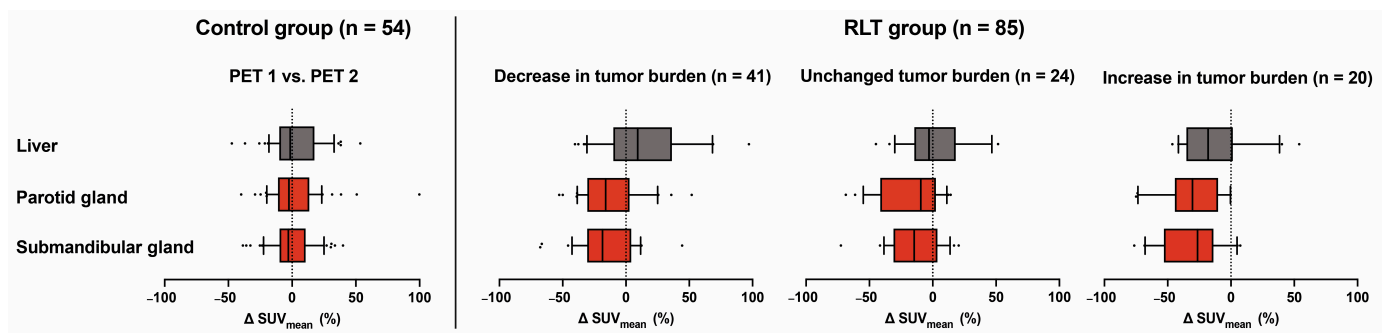 Control group (n = 54)
RLT group (n = 85)
PET 1 vs. PET 2
Decrease in tumor burden (n = 41)
Unchanged tumor burden (n = 24)
Increase in tumor burden (n = 20)
Liver
Parotid gland
Submandibular gland
−100 −50 0 50 100
−100 −50 0 50 100
−100 −50 0 50 100
−100 −50 0 50 100
Δ SUVmean (%)
Δ SUVmean (%)
Δ SUVmean (%)
Δ SUVmean (%)